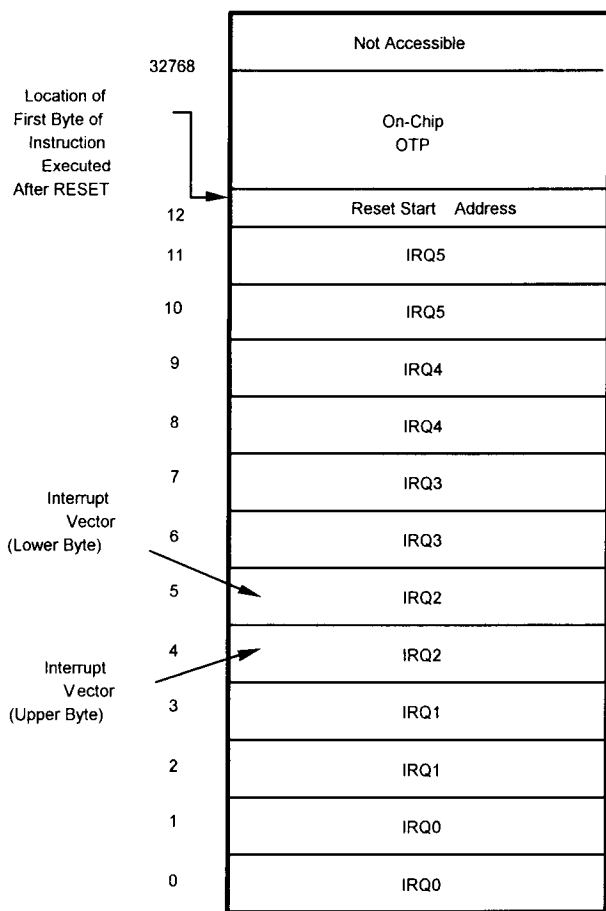 Not Accessible
32768
Location of
First Byte of
Instruction
Executed
After RESET
On-Chip
OTP
12
Reset Start Address
11
IRQ5
10
IRQ5
9
IRQ4
8
IRQ4
7
IRQ3
Interrupt
Vector
(Lower Byte)
6
IRQ3
5
IRQ2
4
IRQ2
Interrupt
Vector
(Upper Byte)
3
IRQ1
2
IRQ1
1
IRQ0
0
IRQ0